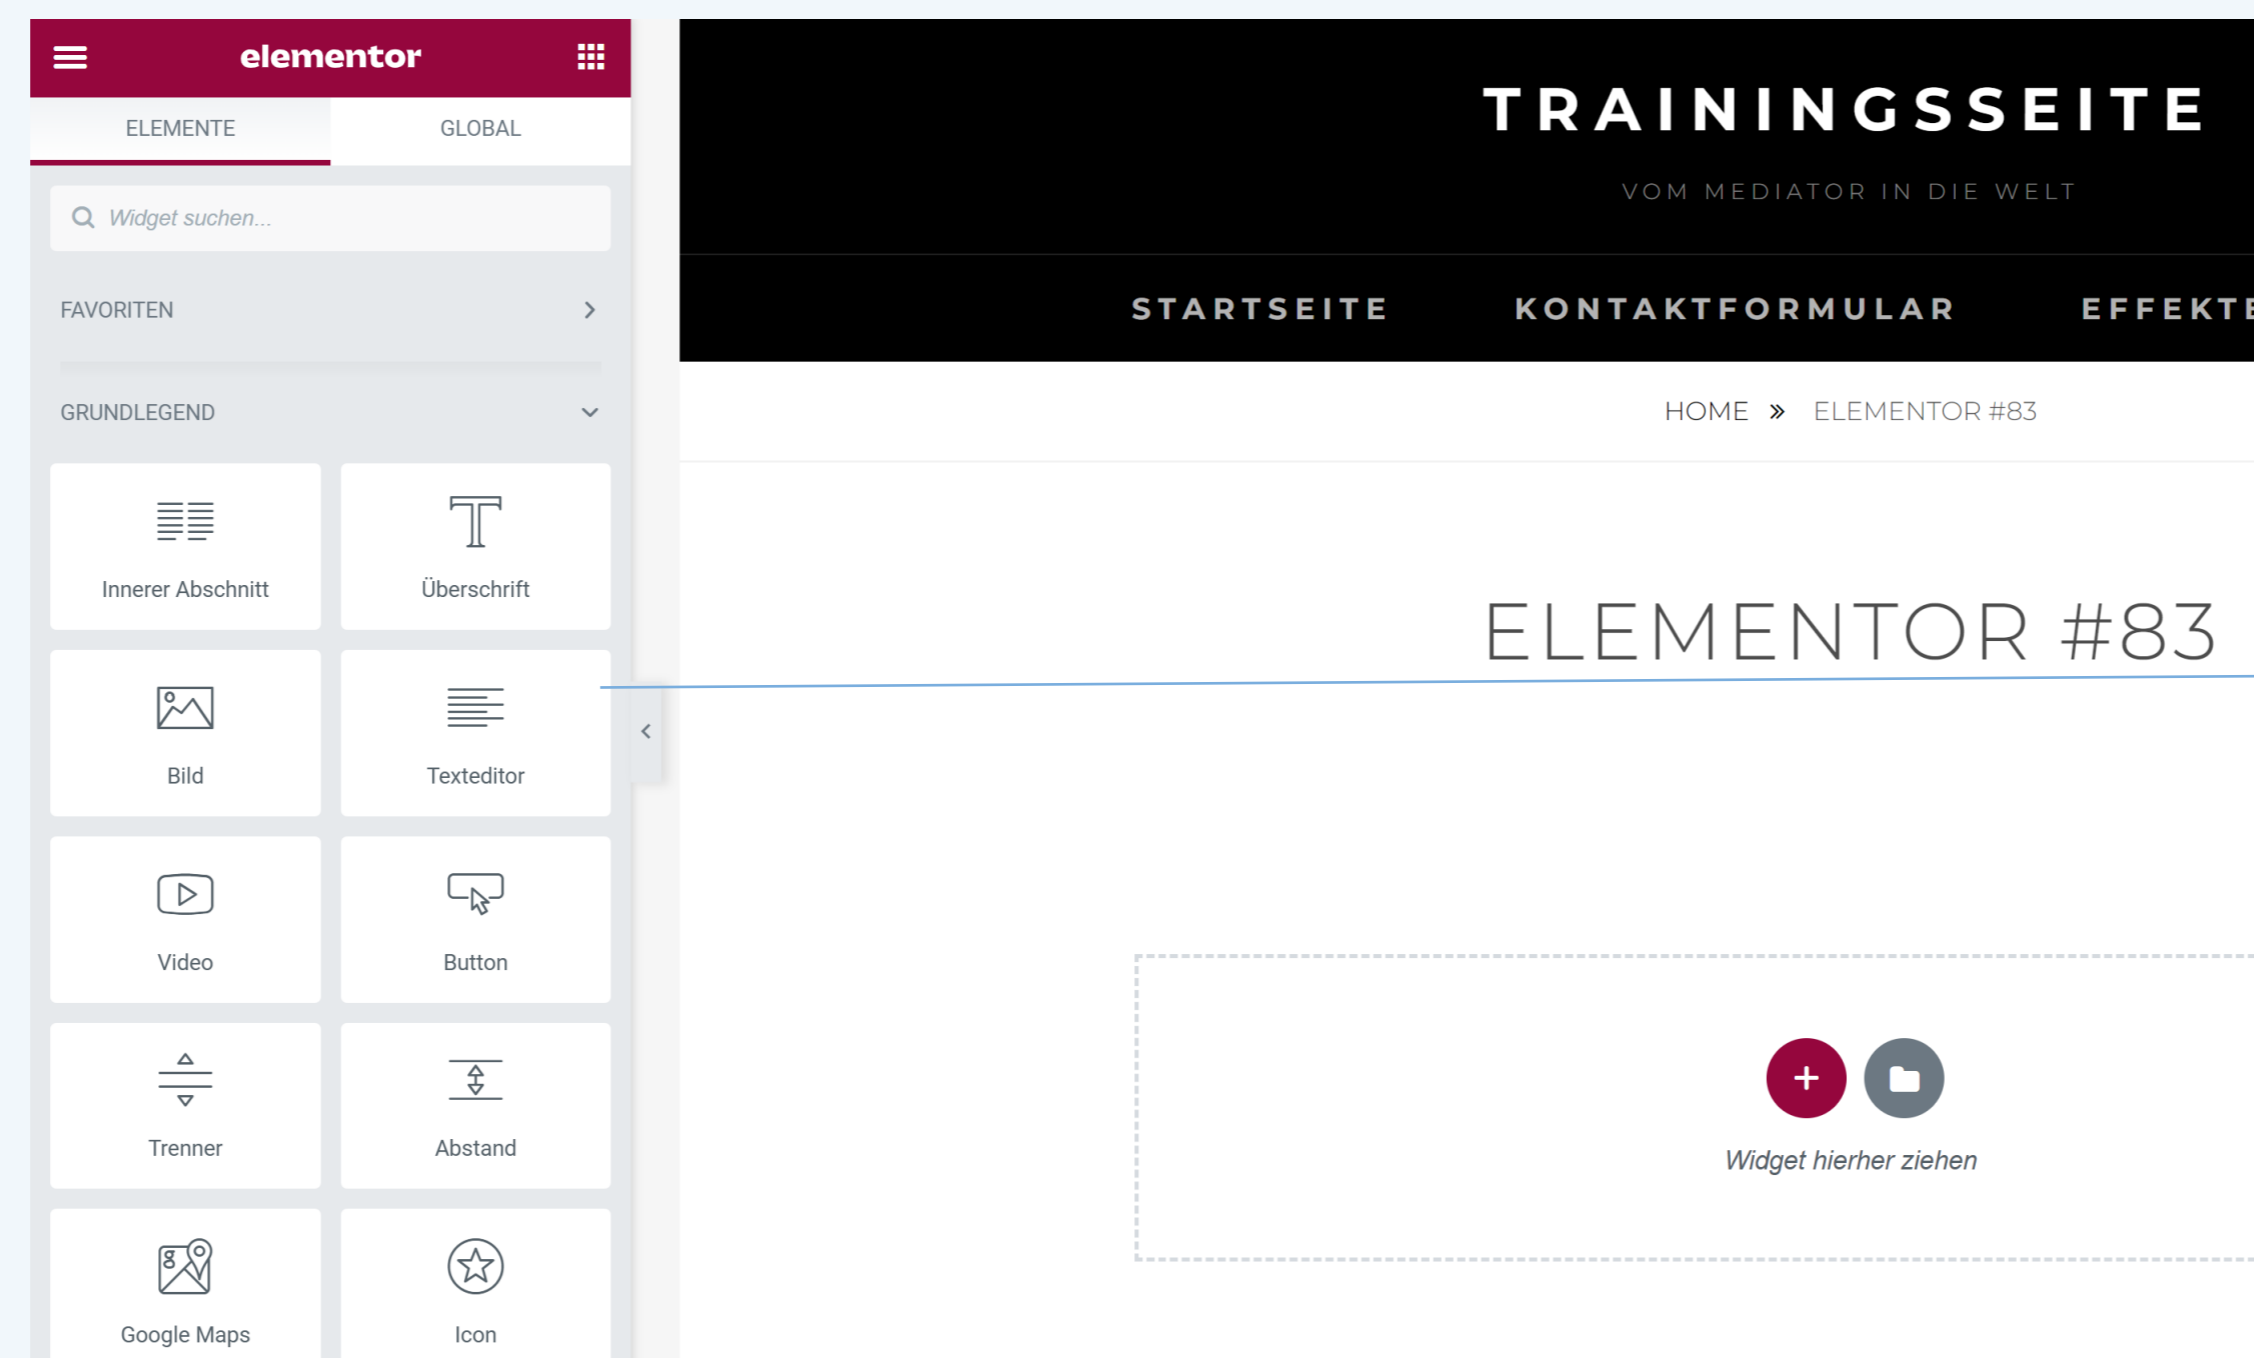 elementor
ELEMENTE
GLOBAL
Widget suchen...
FAVORITEN
GRUNDLEGEND
Innerer Abschnitt
Überschrift
Bild
Texteditor
Video
Button
Trenner
Abstand
Google Maps
Icon
TRAININGSSEITE
VOM MEDIATOR IN DIE WELT
STARTSEITE KONTAKTFORMULAR EFFEKTE
HOME » ELEMENTOR #83
ELEMENTOR #83
Widget hierher ziehen